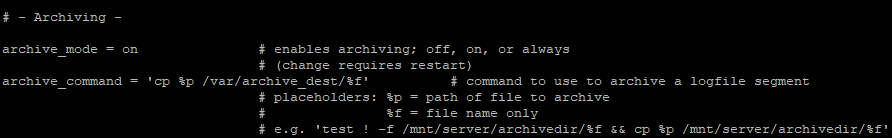 # - Archiving -
archive_mode = on # enables archiving; off, on, or always
# (change requires restart)
archive_command = 'cp %p /var/archive_dest/%f' # command to use to archive a logfile segment
# placeholders: %p = path of file to archive
# %f = file name only
# e.g. 'test ! -f /mnt/server/archivedir/%f && cp %p /mnt/server/archivedir/%f'